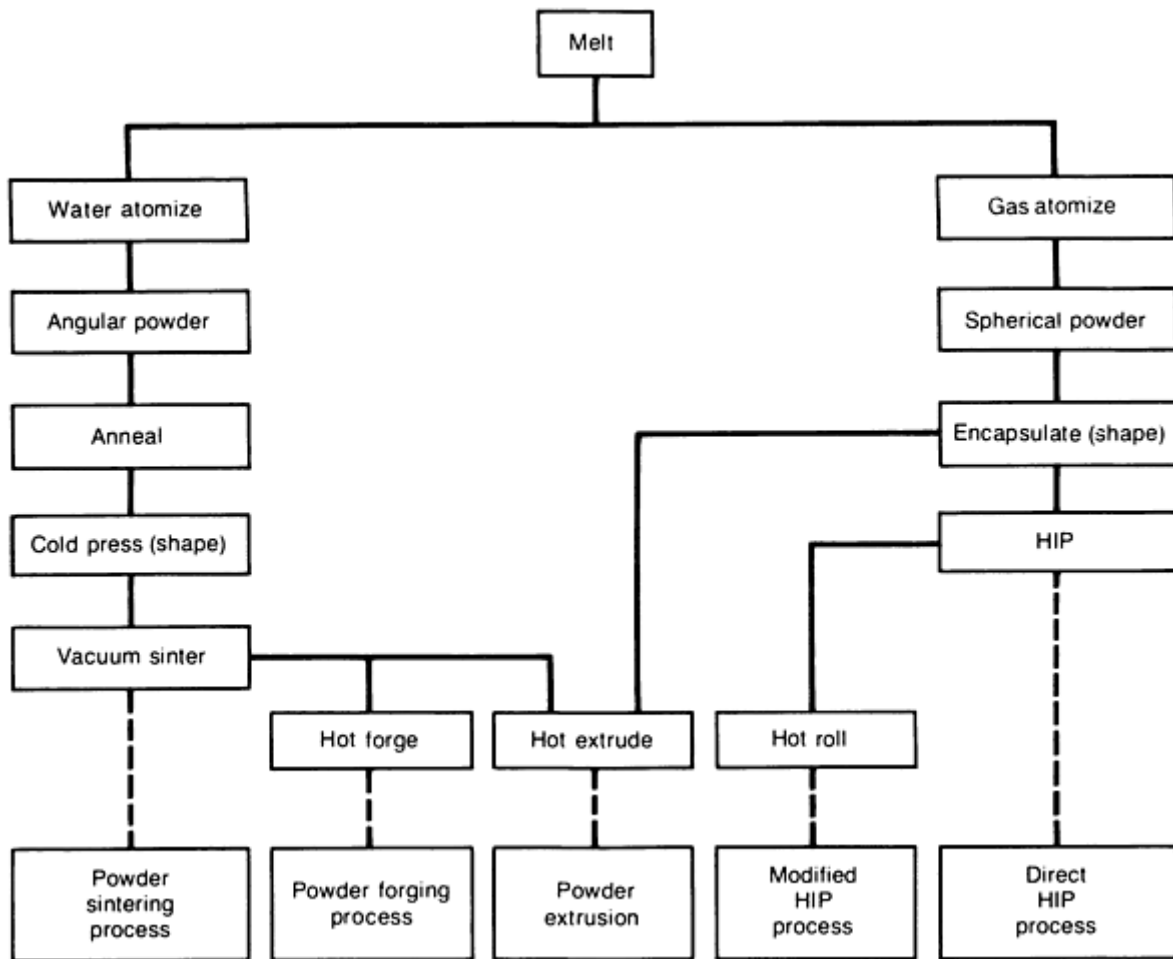 Melt
Water atomize
Gas atomize
Angular powder
Spherical powder
Anneal
Encapsulate (shape)
Cold press (shape)
HIP
Vacuum sinter
Hot forge
Hot extrude
Hot roll
Powder
sintering
process
Powder forging
process
Powder
extrusion
Modified
HIP
process
Direct
HIP
process